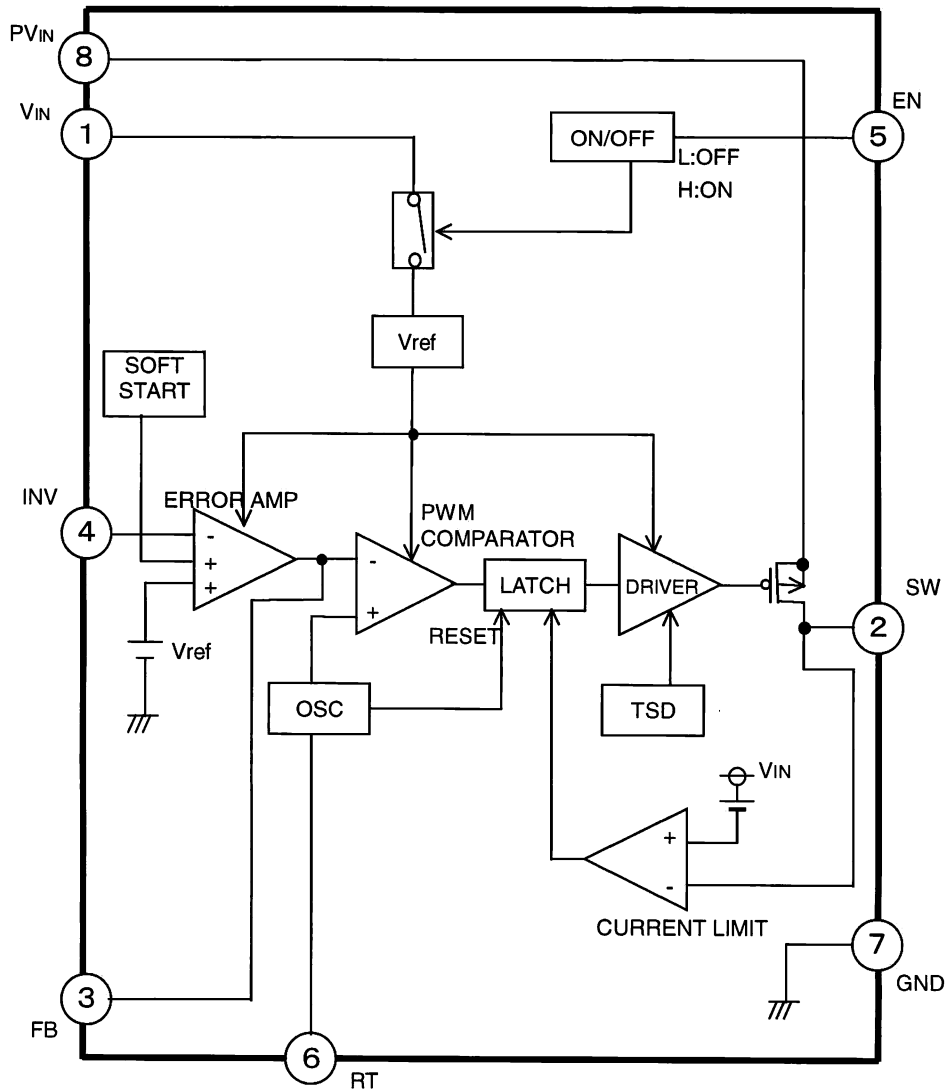 PVIN
8
VIN
1
EN
5
ON/OFF
L:OFF
H:ON
Vref
SOFT
START
INV
4
ERROR AMP
-
+
+
Vref
PWM
COMPARATOR
-
+
LATCH
RESET
DRIVER
SW
2
OSC
TSD
VIN
+
-
CURRENT LIMIT
7
GND
3
FB
6
RT